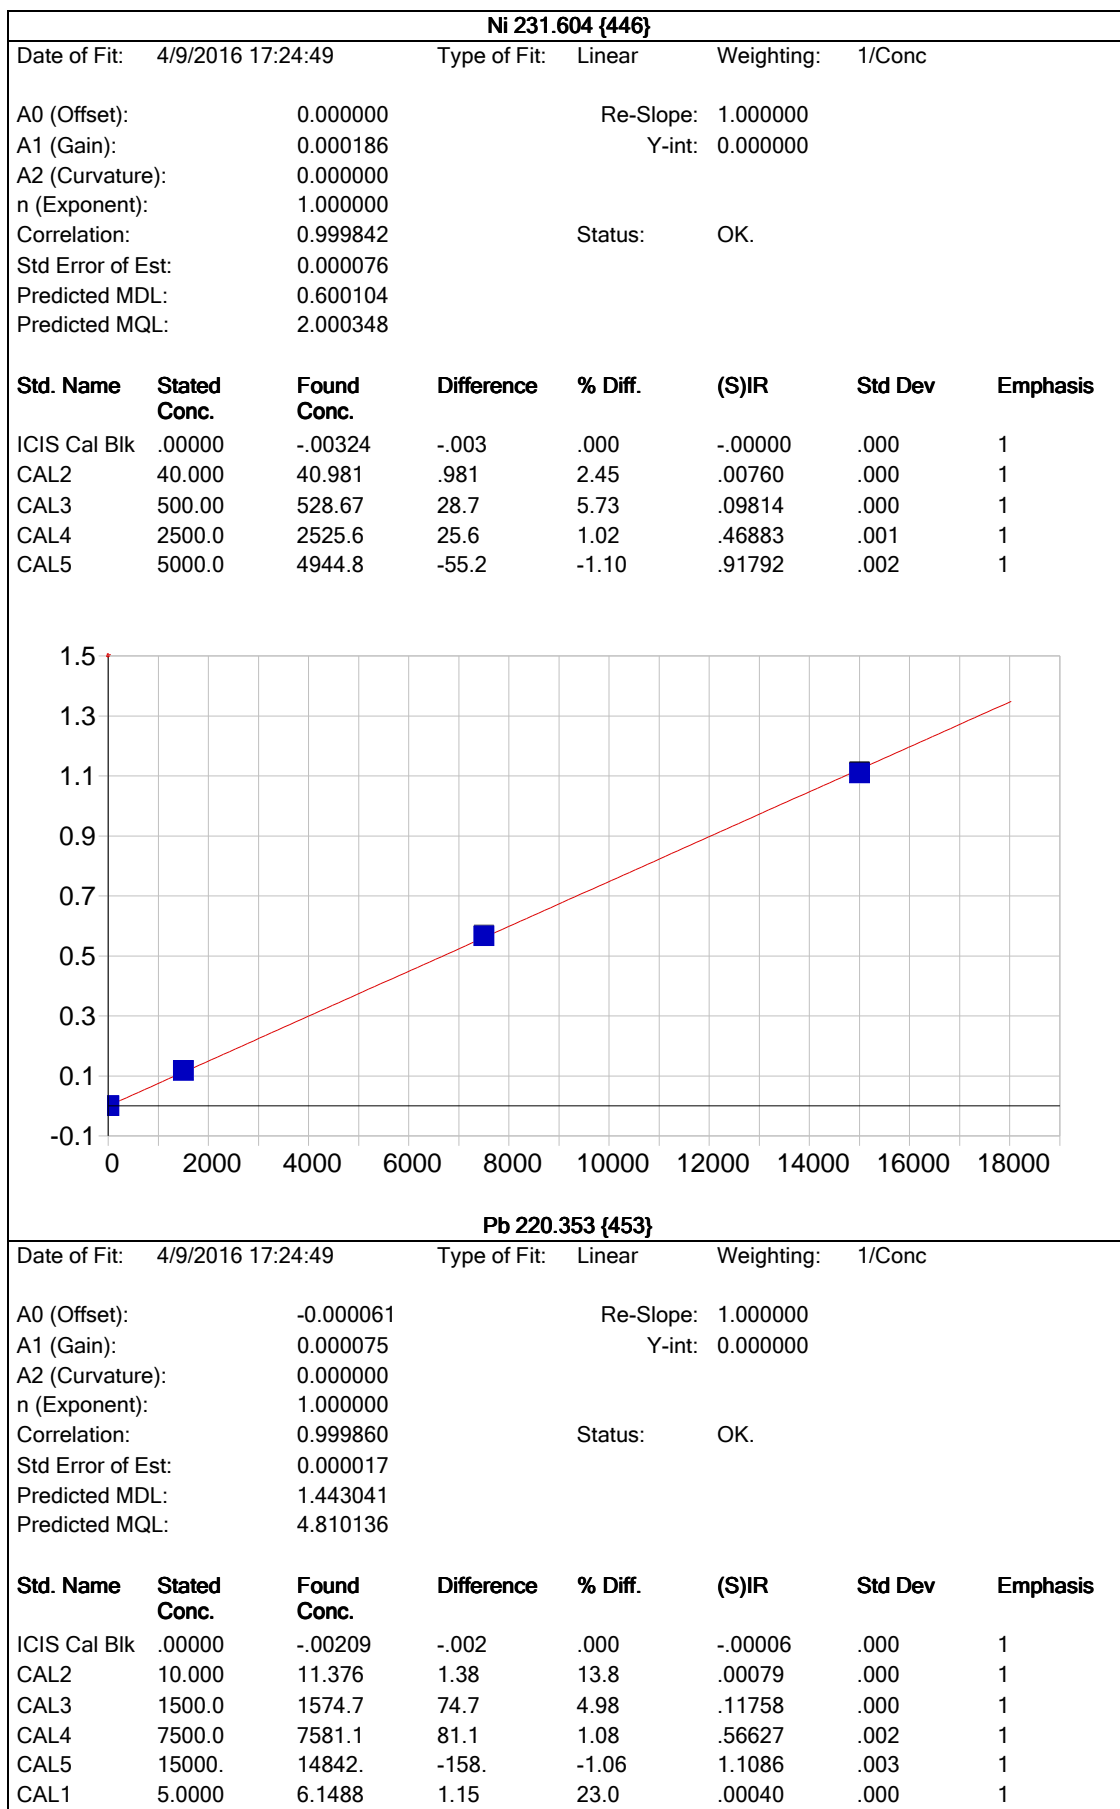 Ni 231.604 {446}
Date of Fit: 4/9/2016 17:24:49 Type of Fit: Linear Weighting: 1/Conc
A0 (Offset): 0.000000 Re-Slope: 1.000000
A1 (Gain): 0.000186 Y-int: 0.000000
A2 (Curvature): 0.000000
n (Exponent): 1.000000
Correlation: 0.999842 Status: OK.
Std Error of Est: 0.000076
Predicted MDL: 0.600104
Predicted MQL: 2.000348
Std. Name Stated Conc. Found Conc. Difference % Diff. (S)IR Std Dev Emphasis
ICIS Cal Blk .00000 -.00324 -.003 .000 -.00000 .000 1
CAL2 40.000 40.981 .981 2.45 .00760 .000 1
CAL3 500.00 528.67 28.7 5.73 .09814 .000 1
CAL4 2500.0 2525.6 25.6 1.02 .46883 .001 1
CAL5 5000.0 4944.8 -55.2 -1.10 .91792 .002 1
1.5
1.3
1.1
0.9
0.7
0.5
0.3
0.1
-0.1
0 2000 4000 6000 8000 10000 12000 14000 16000 18000
Pb 220.353 {453}
Date of Fit: 4/9/2016 17:24:49 Type of Fit: Linear Weighting: 1/Conc
A0 (Offset): -0.000061 Re-Slope: 1.000000
A1 (Gain): 0.000075 Y-int: 0.000000
A2 (Curvature): 0.000000
n (Exponent): 1.000000
Correlation: 0.999860 Status: OK.
Std Error of Est: 0.000017
Predicted MDL: 1.443041
Predicted MQL: 4.810136
Std. Name Stated Conc. Found Conc. Difference % Diff. (S)IR Std Dev Emphasis
ICIS Cal Blk .00000 -.00209 -.002 .000 -.00006 .000 1
CAL2 10.000 11.376 1.38 13.8 .00079 .000 1
CAL3 1500.0 1574.7 74.7 4.98 .11758 .000 1
CAL4 7500.0 7581.1 81.1 1.08 .56627 .002 1
CAL5 15000. 14842. -158. -1.06 1.1086 .003 1
CAL1 5.0000 6.1488 1.15 23.0 .00040 .000 1